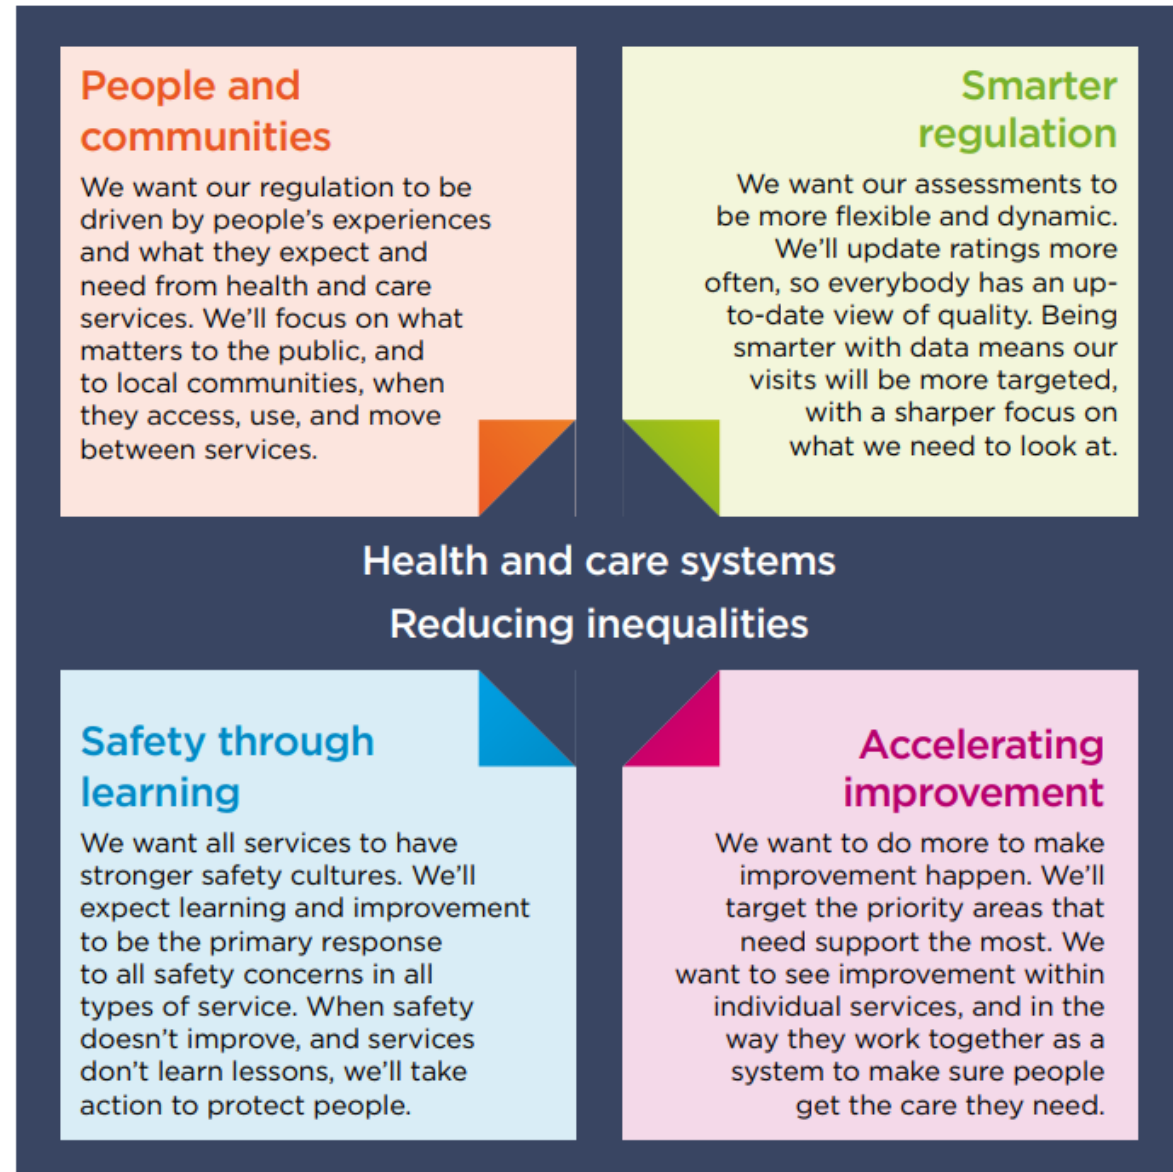 People and
communities
We want our regulation to be
driven by people's experiences
and what they expect and
need from health and care
services. We'll focus on what
matters to the public, and
to local communities, when
they access, use, and move
between services.
Smarter
regulation
We want our assessments to
be more flexible and dynamic.
We'll update ratings more
often, so everybody has an up-
to-date view of quality. Being
smarter with data means our
visits will be more targeted,
with a sharper focus on
what we need to look at.
Health and care systems
Reducing inequalities
Safety through
learning
We want all services to have
stronger safety cultures. We'll
expect learning and improvement
to be the primary response
to all safety concerns in all
types of service. When safety
doesn't improve, and services
don't learn lessons, we'll take
action to protect people.
Accelerating
improvement
We want to do more to make
improvement happen. We'll
target the priority areas that
need support the most. We
want to see improvement within
individual services, and in the
way they work together as a
system to make sure people
get the care they need.